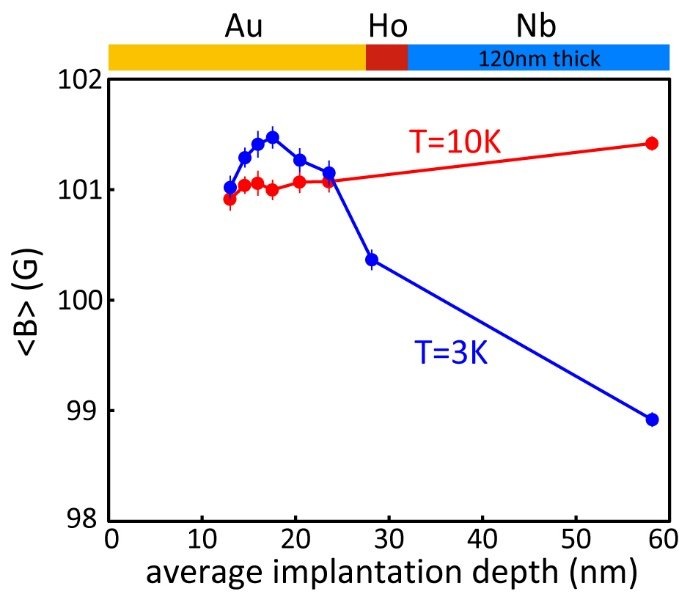 Au Ho Nb
120nm thick
102
101
100
99
98
<B> (G)
T=10K
T=3K
0 10 20 30 40 50 60
average implantation depth (nm)